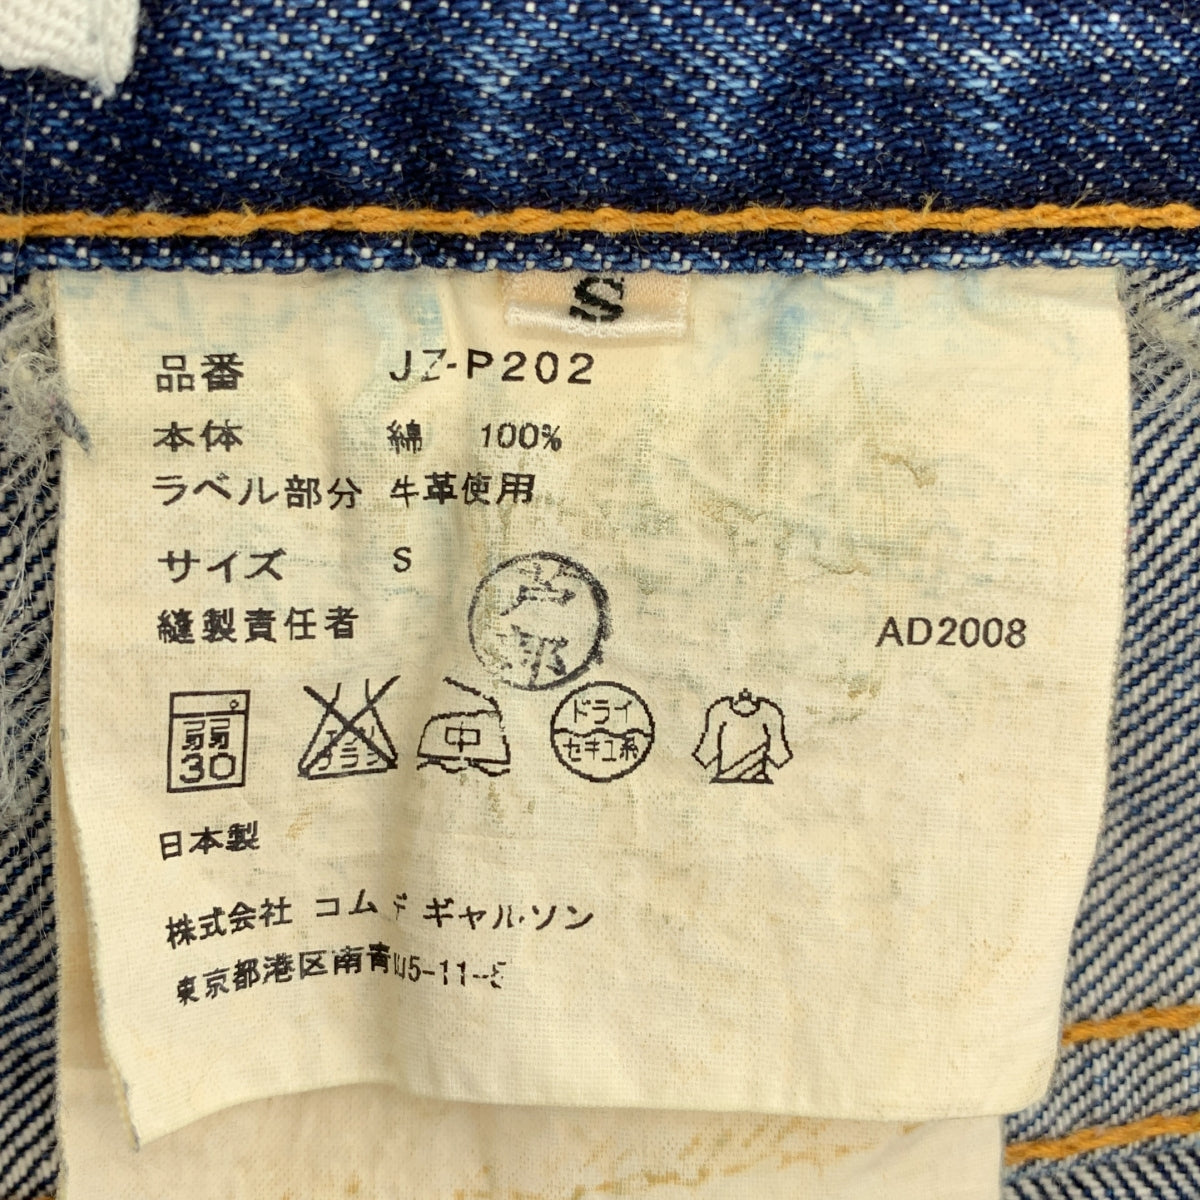 S
品番 JZ-P202
本体 綿 100%
ラベル部分 牛革使用
サイズ S
縫製責任者
AD2008
弱
30
中
ドライ
セキユ系
日本製
株式会社 コム デ ギャルソン
東京都港区南青山5-11-5